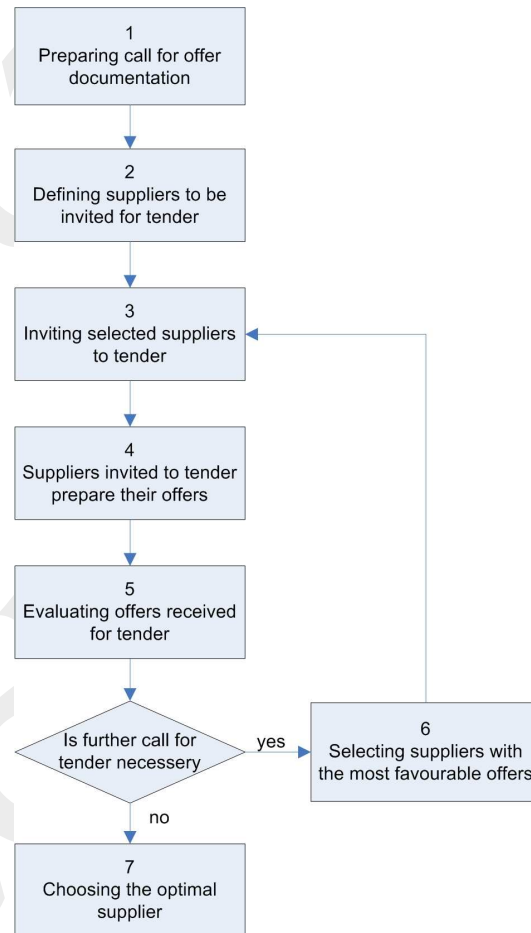 1
Preparing call for offer
documentation
2
Defining suppliers to be
invited for tender
3
Inviting selected suppliers
to tender
4
Suppliers invited to tender
prepare their offers
5
Evaluating offers received
for tender
Is further call for
tender necessery
yes
6
Selecting suppliers with
the most favourable offers
no
7
Choosing the optimal
supplier